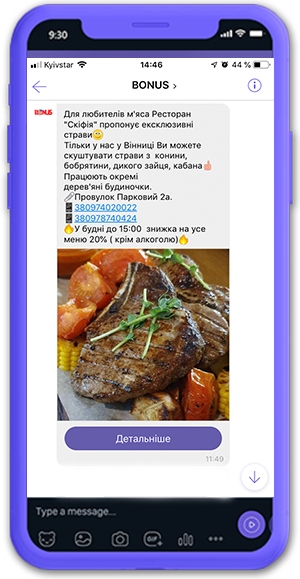 9:30
Kyivstar
14:46
44 %
BONUS >
BONUS
Для любителів м'яса Ресторан
"Скіфія" пропонує ексклюзивні
страви😋
Тільки у нас у Вінниці Ви можете
скуштувати страви з конини,
бобрятини, дикого зайця, кабана👍🏻
Працюють окремі
дерев'яні будиночки.
📍Провулок Парковий 2а.
📱380974020022
📱380978740424
🔥У будні до 15:00 знижка на усе
меню 20% ( крім алкоголю)🔥
Детальніше
11:49
Type a message...
GIF